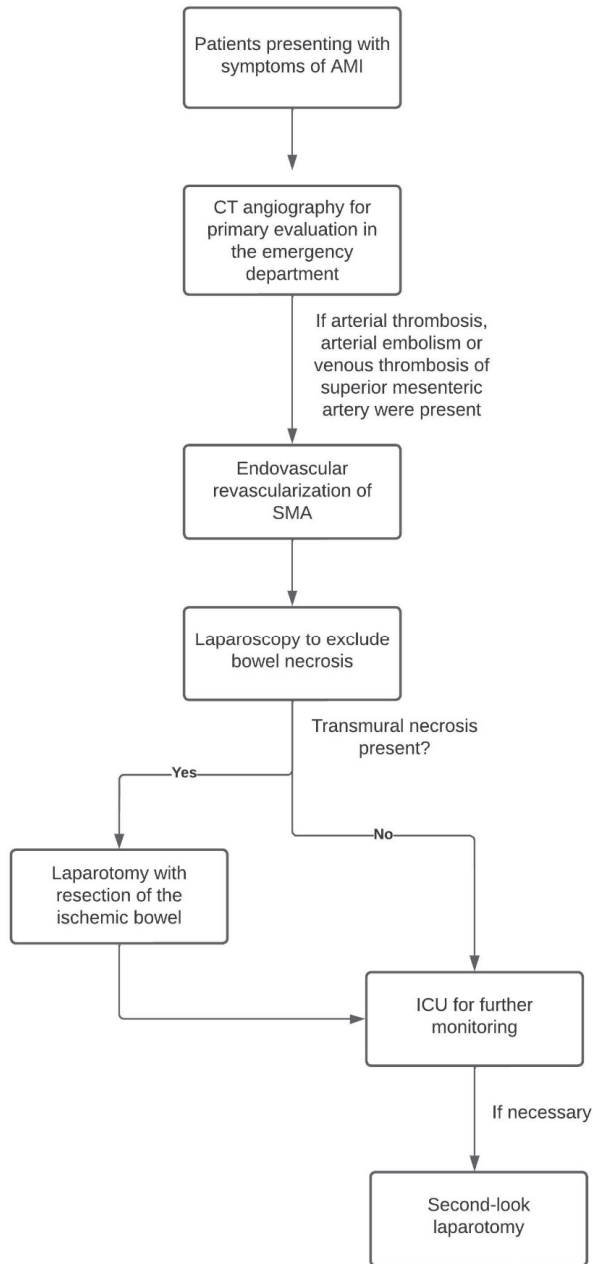 Patients presenting with
symptoms of AMI
CT angiography for
primary evaluation in
the emergency
department
If arterial thrombosis,
arterial embolism or
venous thrombosis of
superior mesenteric
artery were present
Endovascular
revascularization of
SMA
Laparoscopy to exclude
bowel necrosis
Transmural necrosis
present?
Yes
No
Laparotomy with
resection of the
ischemic bowel
ICU for further
monitoring
If necessary
Second-look
laparotomy